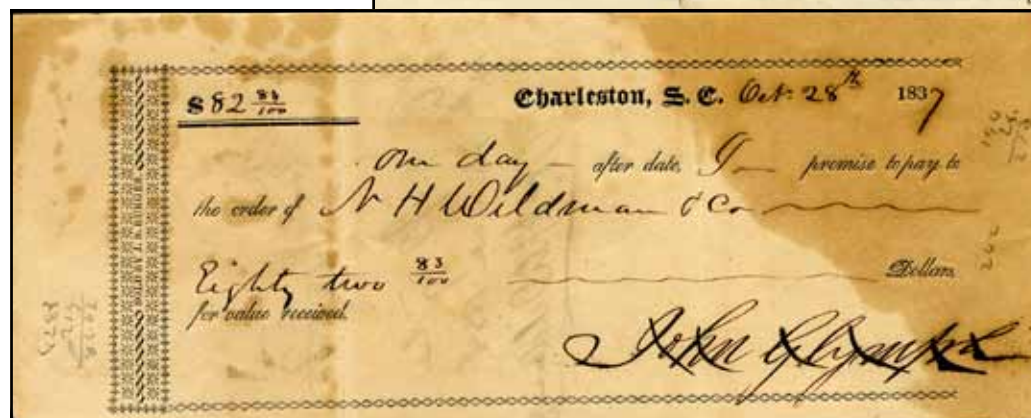 $ 82 83/100 Charleston, S. C. Oct. 28th 1837
One day after date, I promise to pay to
the order of N H Wildman & Co
Eighty two 83/100 Dollars,
for value received.
John